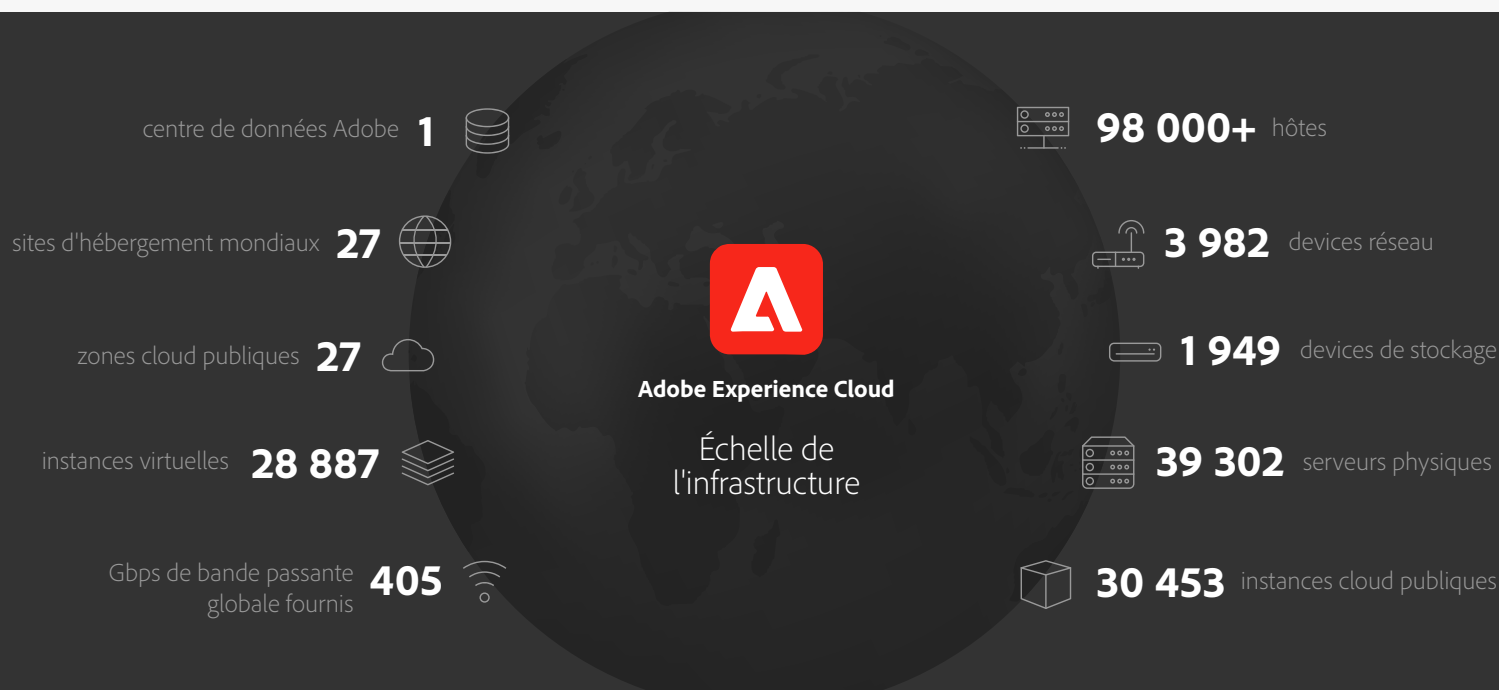 centre de données Adobe 1
sites d'hébergement mondiaux 27
zones cloud publiques 27
instances virtuelles 28 887
Gbps de bande passante
globale fournis 405
Adobe Experience Cloud
Échelle de
l'infrastructure
98 000+ hôtes
3 982 devices réseau
1 949 devices de stockage
39 302 serveurs physiques
30 453 instances cloud publiques